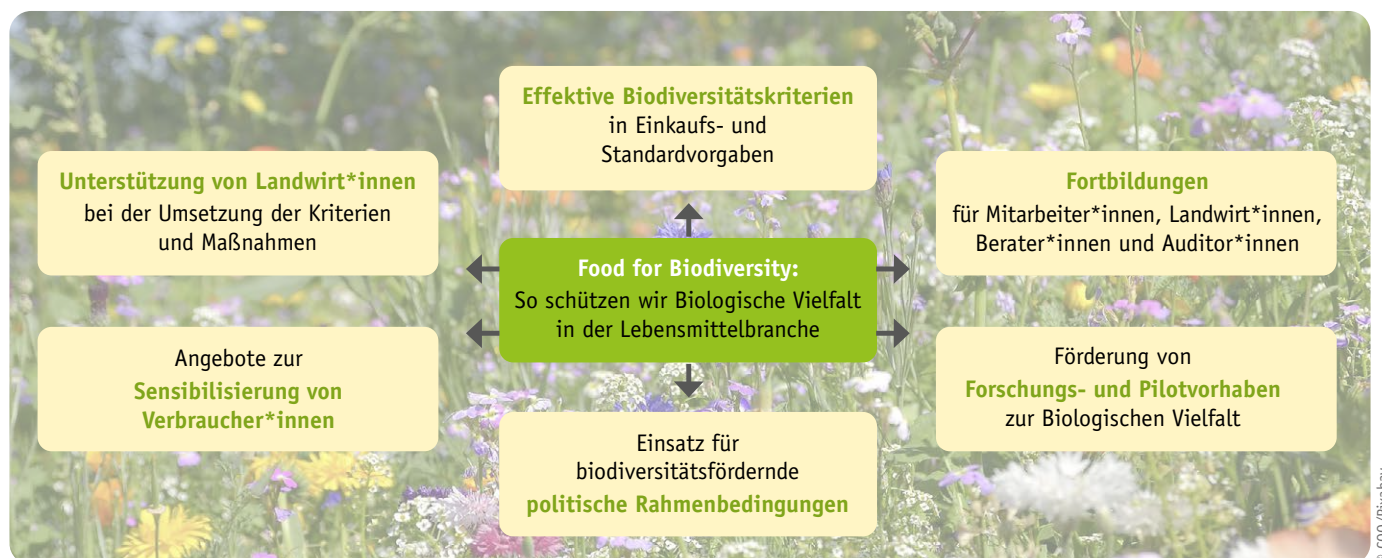 Effektive Biodiversitätskriterien
in Einkaufs- und
Standardvorgaben
Unterstützung von Landwirt*innen
bei der Umsetzung der Kriterien
und Maßnahmen
Fortbildungen
für Mitarbeiter*innen, Landwirt*innen,
Berater*innen und Auditor*innen
Food for Biodiversity:
So schützen wir Biologische Vielfalt
in der Lebensmittelbranche
Angebote zur
Sensibilisierung von
Verbraucher*innen
Förderung von
Forschungs- und Pilotvorhaben
zur Biologischen Vielfalt
Einsatz für
biodiversitätsfördernde
politische Rahmenbedingungen